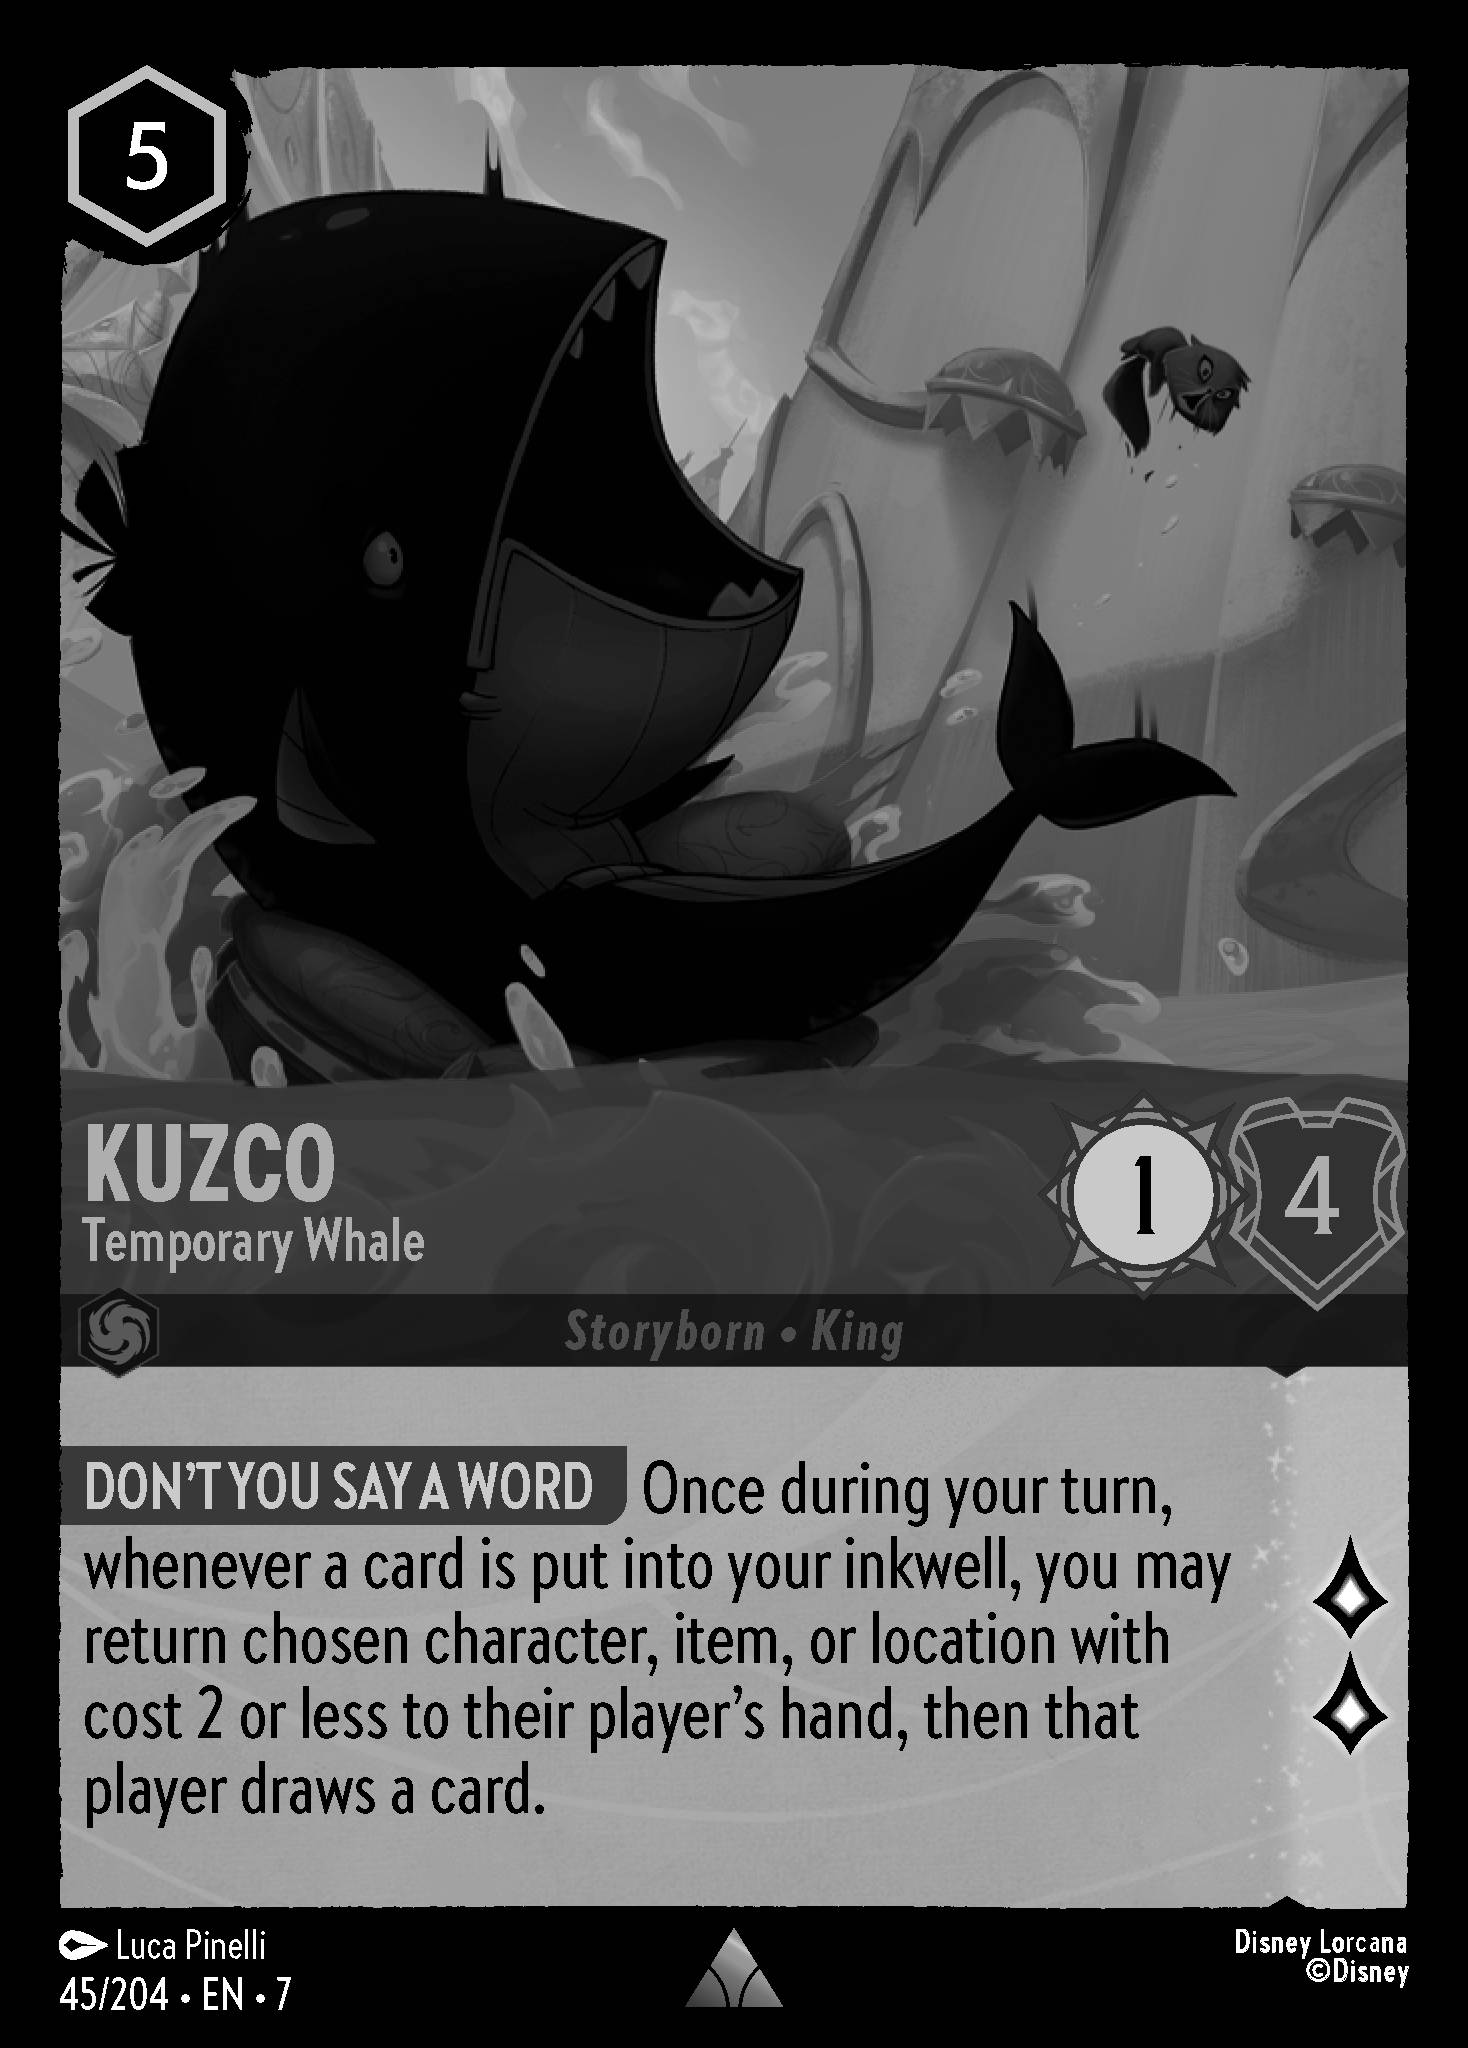 5
KUZCO
Temporary Whale
1
4
Storyborn • King
DON'T YOU SAY A WORD Once during your turn,
whenever a card is put into your inkwell, you may
return chosen character, item, or location with
cost 2 or less to their player's hand, then that
player draws a card.
Luca Pinelli
45/204 • EN • 7
Disney Lorcana
©Disney